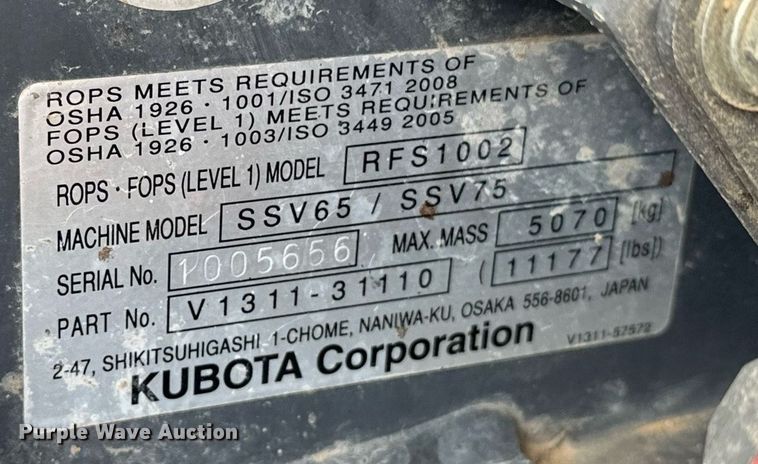 ROPS MEETS REQUIREMENTS OF
OSHA 1926 · 1001/ISO 3471 2008
FOPS (LEVEL 1) MEETS REQUIREMENTS OF
OSHA 1926 · 1003/ISO 3449 2005
ROPS · FOPS (LEVEL 1) MODEL RFS1002
MACHINE MODEL SSV65 / SSV75
SERIAL No. 1005656 MAX. MASS 5070 [kg]
PART No. V1311-31110 (11177 [lbs])
2-47, SHIKITSUHIGASHI 1-CHOME, NANIWA-KU, OSAKA 556-8601, JAPAN
KUBOTA Corporation V1311-57572
Purple Wave Auction